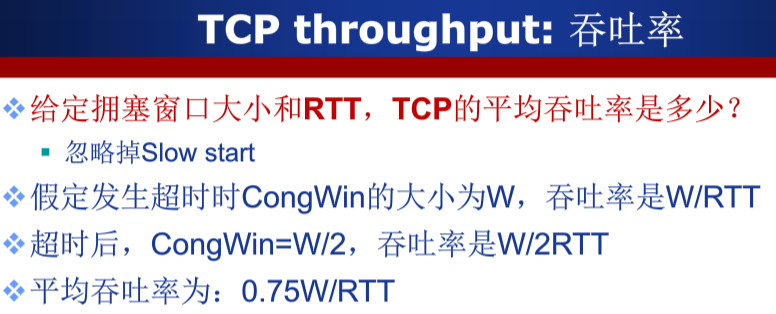 TCP throughput: 吞吐率
给定拥塞窗口大小和RTT，TCP的平均吞吐率是多少？
忽略掉Slow start
假定发生超时时CongWin的大小为W，吞吐率是W/RTT
超时后，CongWin=W/2，吞吐率是W/2RTT
平均吞吐率为：0.75W/RTT